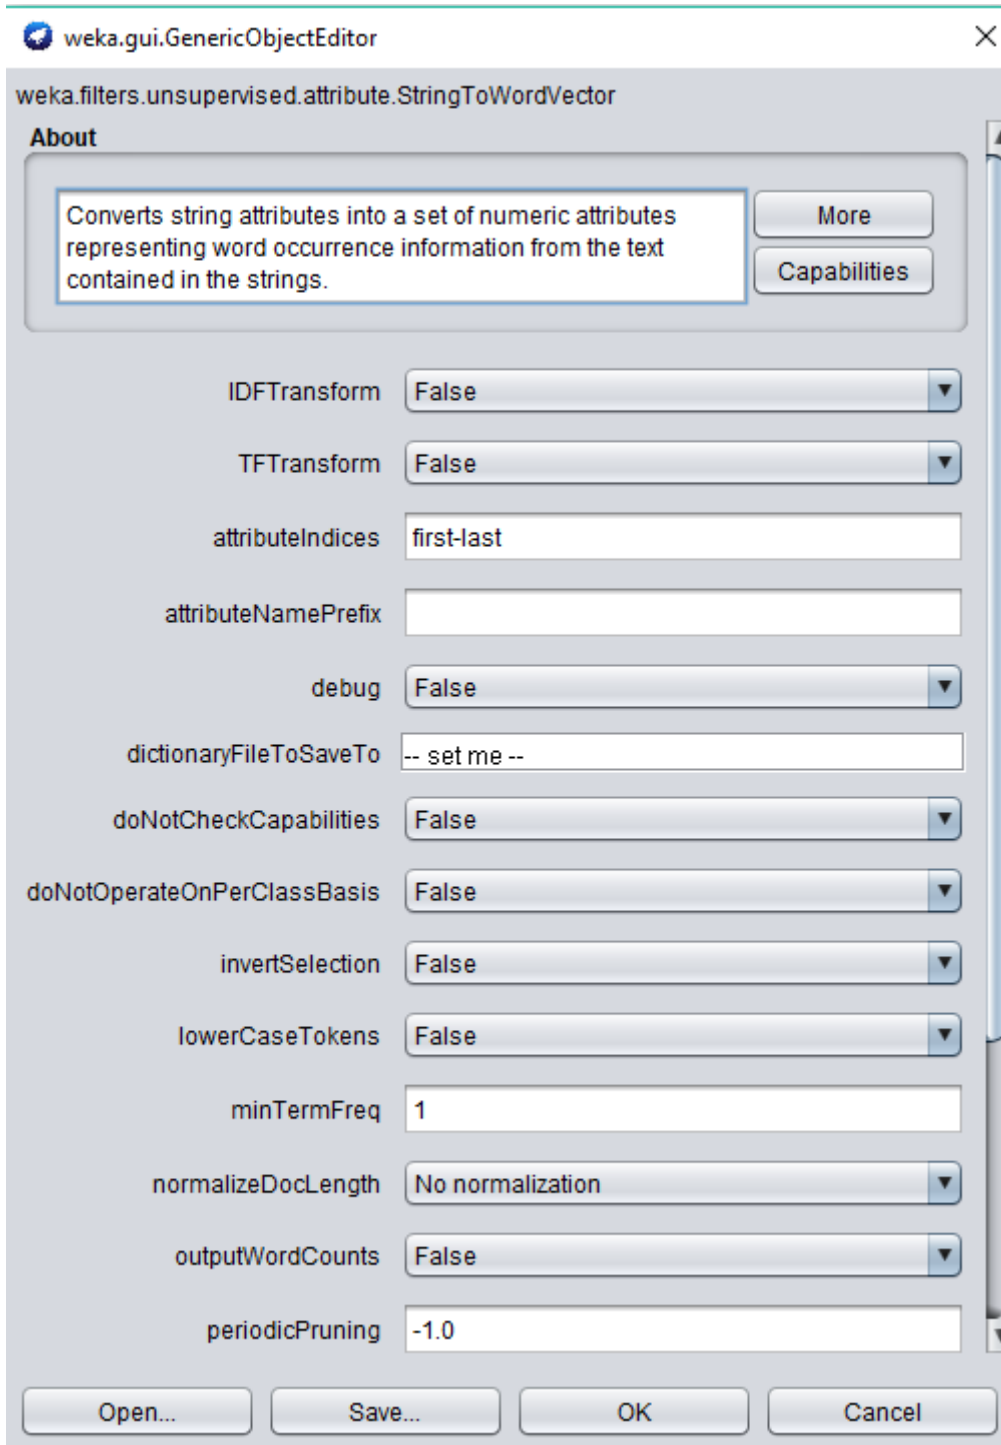 weka.gui.GenericObjectEditor
weka.filters.unsupervised.attribute.StringToWordVector
About
Converts string attributes into a set of numeric attributes
representing word occurrence information from the text
contained in the strings.
More
Capabilities
IDFTransform False
TFTransform False
attributeIndices first-last
attributeNamePrefix
debug False
dictionaryFileToSaveTo -- set me --
doNotCheckCapabilities False
doNotOperateOnPerClassBasis False
invertSelection False
lowerCaseTokens False
minTermFreq 1
normalizeDocLength No normalization
outputWordCounts False
periodicPruning -1.0
Open... Save... OK Cancel